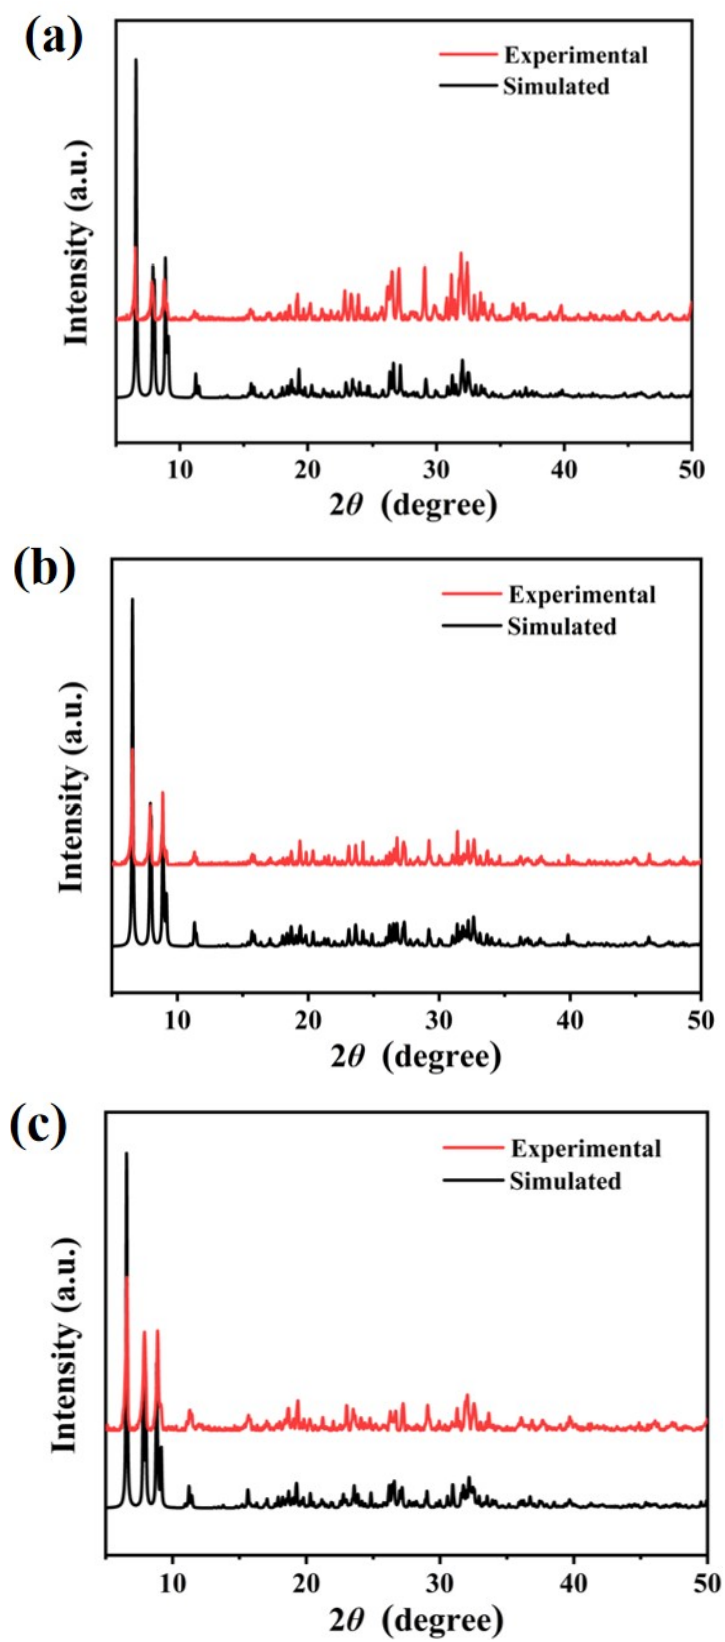 (a)
Experimental
Simulated
Intensity (a.u.)
10 20 30 40 50
2θ (degree)
(b)
Experimental
Simulated
Intensity (a.u.)
10 20 30 40 50
2θ (degree)
(c)
Experimental
Simulated
Intensity (a.u.)
10 20 30 40 50
2θ (degree)